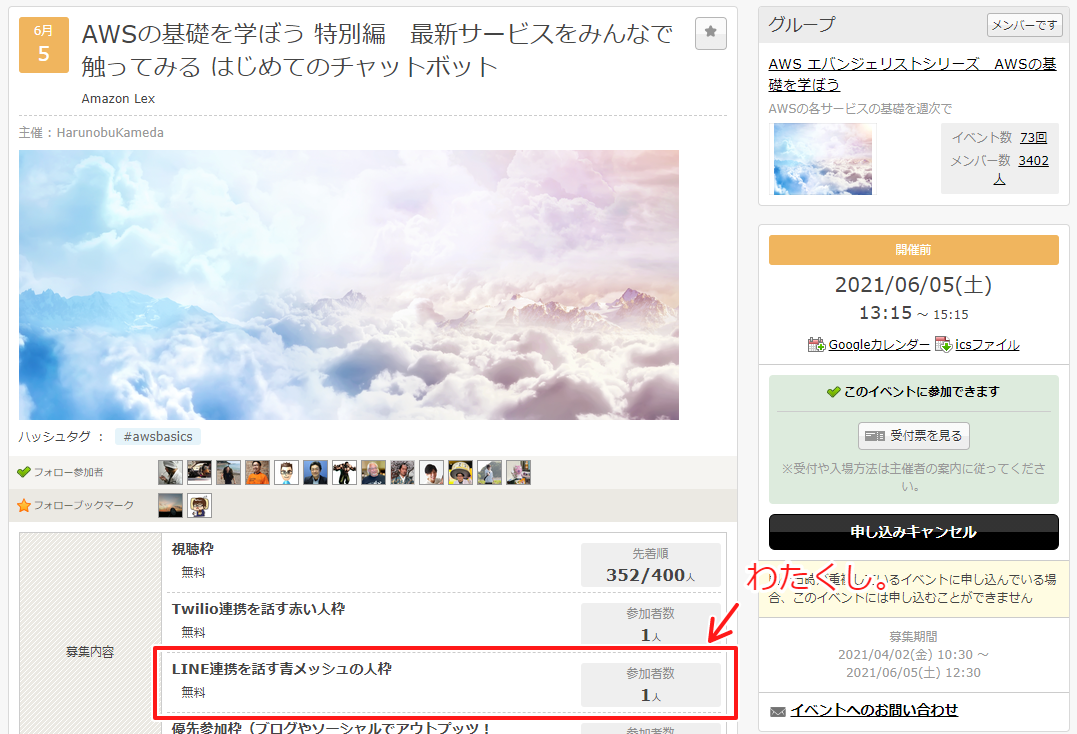 6月
5
AWSの基礎を学ぼう 特別編　最新サービスをみんなで
触ってみる はじめてのチャットボット
Amazon Lex
主催 : HarunobuKameda
ハッシュタグ ： #awsbasics
フォロー参加者
フォローブックマーク
募集内容
視聴枠
無料
先着順
352/400人
Twilio連携を話す赤い人枠
無料
参加者数
1人
LINE連携を話す青メッシュの人枠
無料
参加者数
1人
優先参加枠（ブログやソーシャルでアウトプッツ！
参加者数
わたくし。
グループ
メンバーです
AWS エバンジェリストシリーズ　AWSの基
礎を学ぼう
AWSの各サービスの基礎を週次で
イベント数 73回
メンバー数 3402
人
開催前
2021/06/05(土)
13:15 ～ 15:15
Googleカレンダー icsファイル
このイベントに参加できます
受付票を見る
※受付や入場方法は主催者の案内に従ってくださ
い。
申し込みキャンセル
いるイベントに申し込んでいる場
合、このイベントには申し込むことができません
募集期間
2021/04/02(金) 10:30 ～
2021/06/05(土) 12:30
イベントへのお問い合わせ